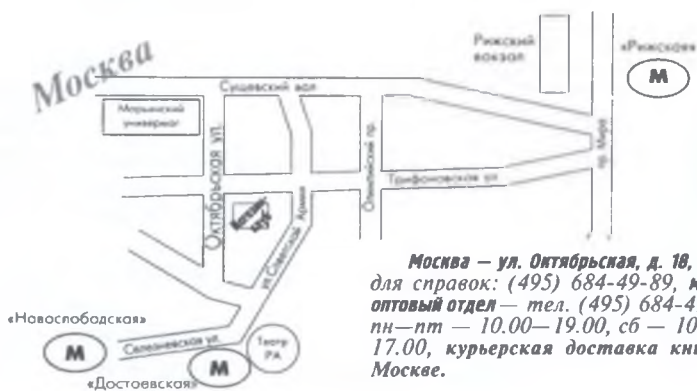 Москва
Рижский
вокзал
«Рижская»
М
Сущевский вал
Марьинский
универмаг
Октябрьская ул.
Олимпийский пр.
пр. Мира
Трифоновская ул.
ул. Советской Армии
Москва — ул. Октябрьская, д. 18,
для справок: (495) 684-49-89,
оптовый отдел — тел. (495) 684-4
пн—пт — 10.00—19.00, сб — 10
17.00, курьерская доставка кни
Москве.
«Новослободская»
М
Селезневская ул.
М
Театр
РА
«Достоевская»